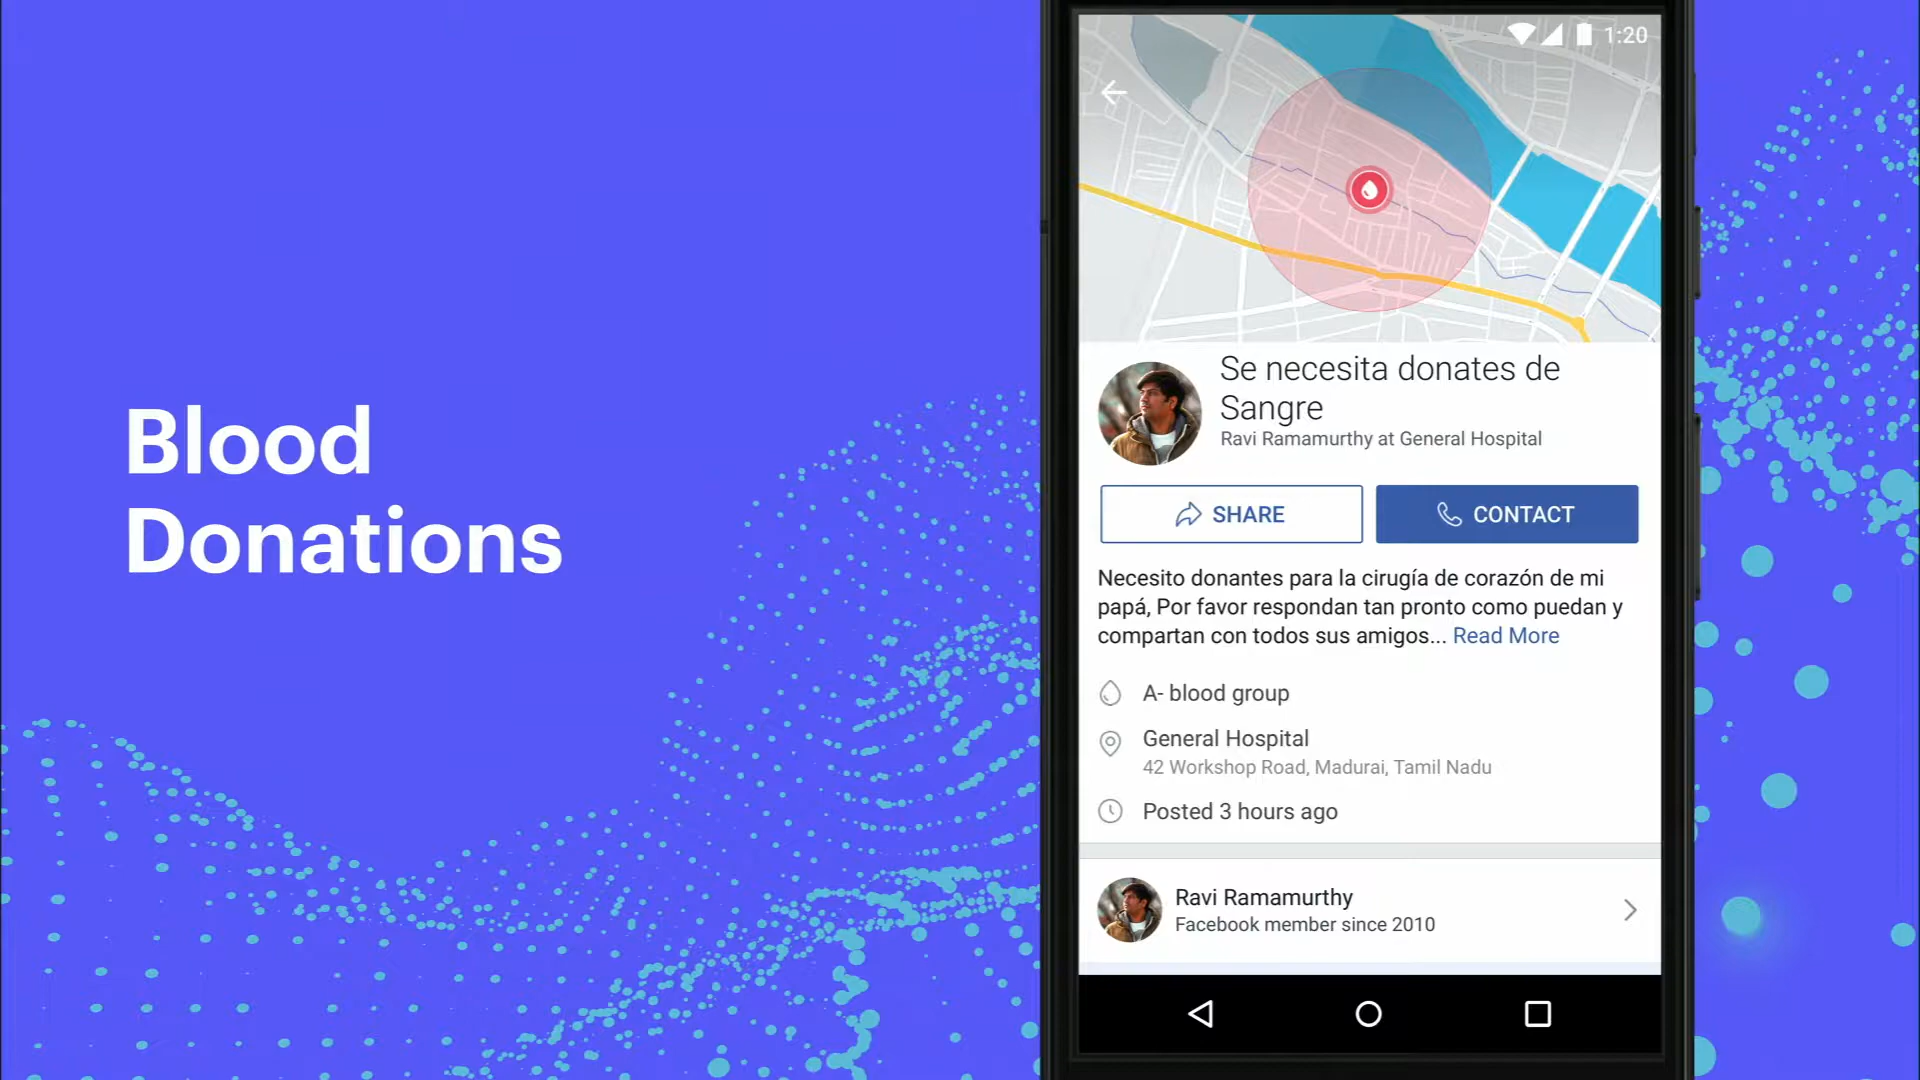 Blood
Donations
1:20
Se necesita donates de
Sangre
Ravi Ramamurthy at General Hospital
SHARE
CONTACT
Necesito donantes para la cirugía de corazón de mi
papá, Por favor respondan tan pronto como puedan y
compartan con todos sus amigos... Read More
A- blood group
General Hospital
42 Workshop Road, Madurai, Tamil Nadu
Posted 3 hours ago
Ravi Ramamurthy
Facebook member since 2010